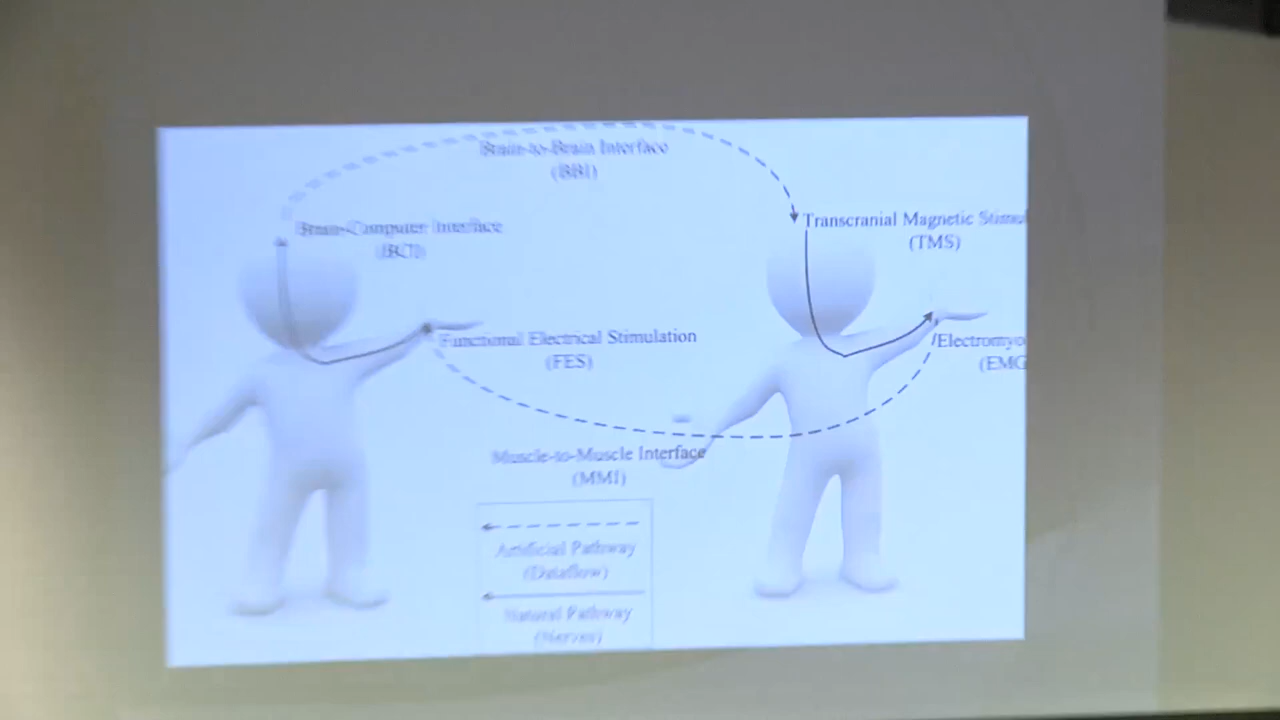 Brain-to-Brain Interface
(BBI)
Brain-Computer Interface
(BCI)
Transcranial Magnetic Stimul
(TMS)
Functional Electrical Stimulation
(FES)
Electromyo
(EMG
Muscle-to-Muscle Interface
(MMI)
Artificial Pathway
(Dataflow)
Natural Pathway
(Nerves)